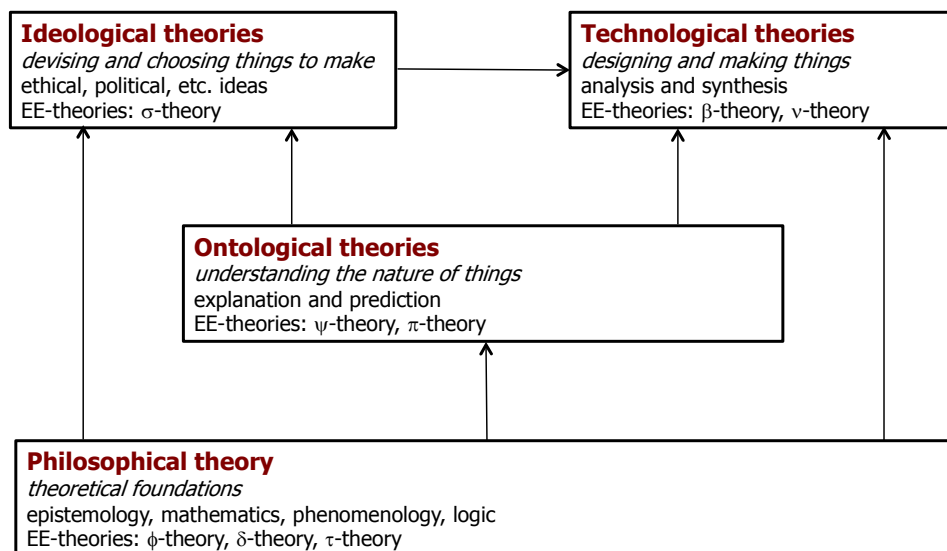 Ideological theories
devising and choosing things to make
ethical, political, etc. ideas
EE-theories: σ-theory
Technological theories
designing and making things
analysis and synthesis
EE-theories: β-theory, ν-theory
Ontological theories
understanding the nature of things
explanation and prediction
EE-theories: ψ-theory, π-theory
Philosophical theory
theoretical foundations
epistemology, mathematics, phenomenology, logic
EE-theories: ϕ-theory, δ-theory, τ-theory